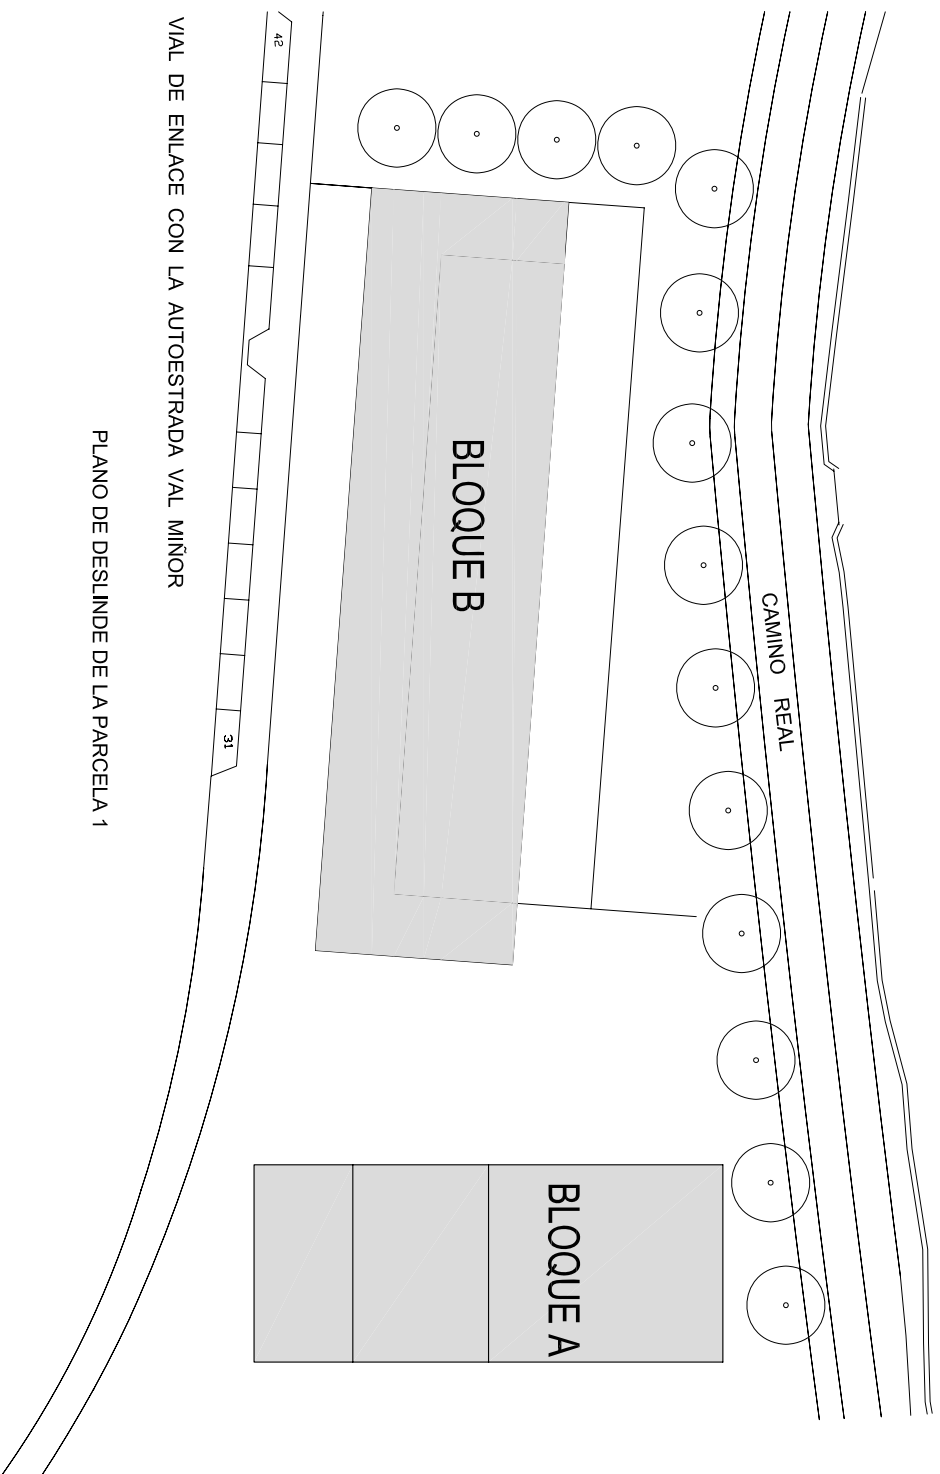 CAMINO REAL
BLOQUE B
BLOQUE A
42
31
VIAL DE ENLACE CON LA AUTOESTRADA VAL MIÑOR
PLANO DE DESLINDE DE LA PARCELA 1